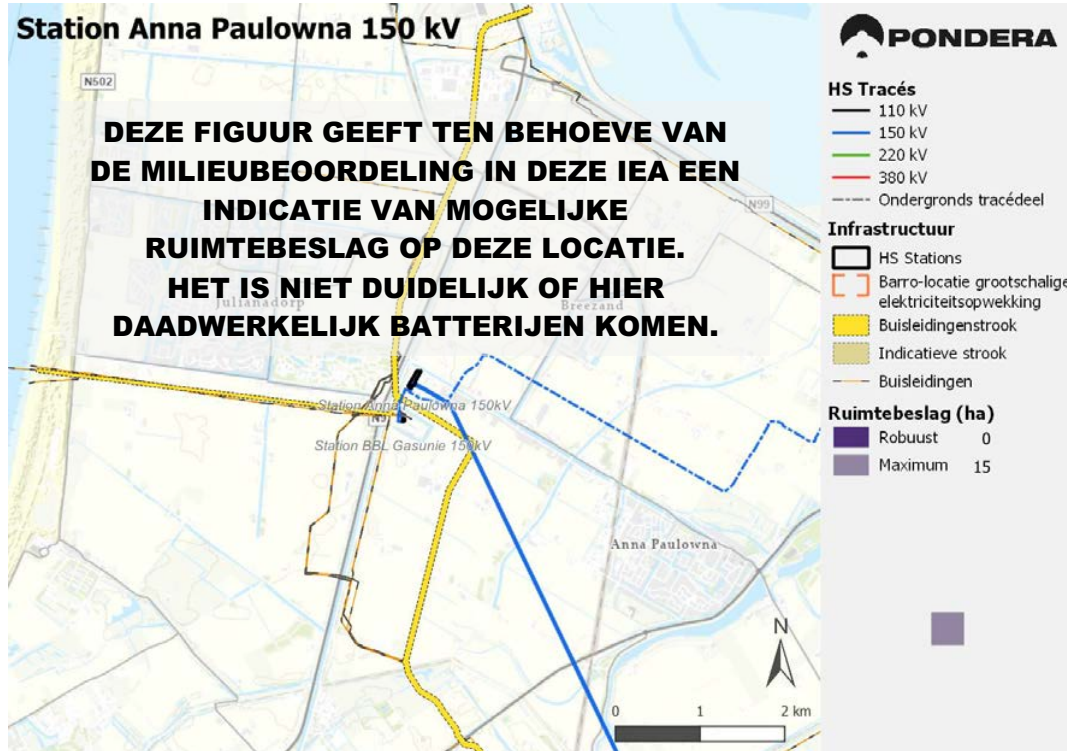 Station Anna Paulowna 150 kV
N502
DEZE FIGUUR GEEFT TEN BEHOEVE VAN
DE MILIEUBEOORDELING IN DEZE IEA EEN
INDICATIE VAN MOGELIJKE
RUIMTEBESLAG OP DEZE LOCATIE.
HET IS NIET DUIDELIJK OF HIER
DAADWERKELIJK BATTERIJEN KOMEN.
N99
Julianadorp
Breezand
Station Anna Paulowna 150kV
N9
Station BBL Gasunie 150kV
Anna Paulowna
N
0 1 2 km
PONDERA
HS Tracés
110 kV
150 kV
220 kV
380 kV
Ondergronds tracédeel
Infrastructuur
HS Stations
Barro-locatie grootschalige
elektriciteitsopwekking
Buisleidingenstrook
Indicatieve strook
Buisleidingen
Ruimtebeslag (ha)
Robuust 0
Maximum 15